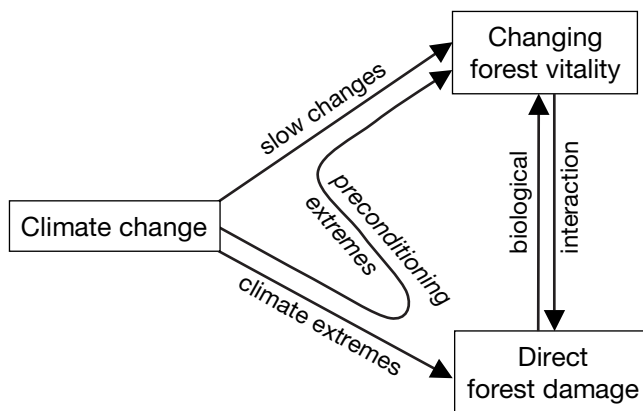 Changing
forest vitality
slow changes
preconditioning
extremes
biological
interaction
Climate change
climate extremes
Direct
forest damage